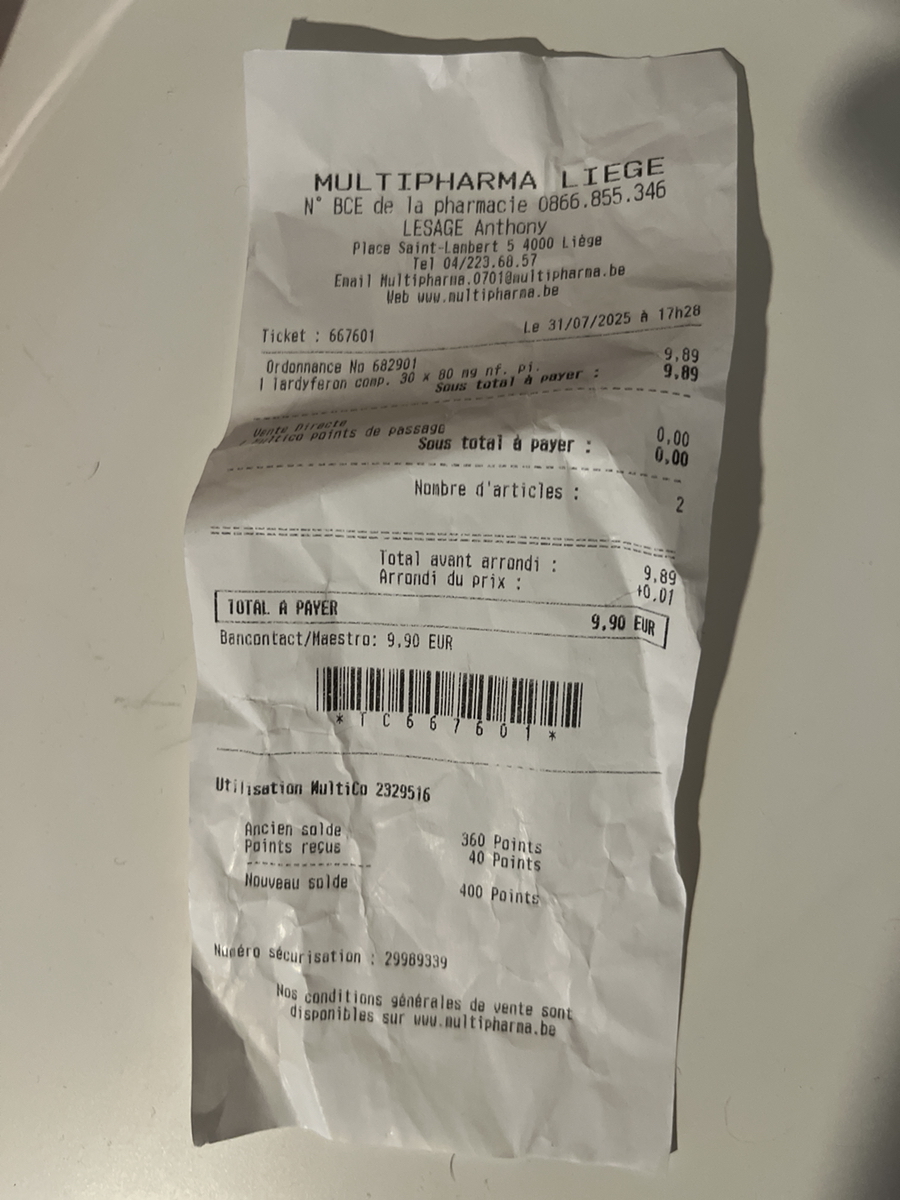 MULTIPHARMA LIEGE
N° BCE de la pharmacie 0866.855.346
LESAGE Anthony
Place Saint-Lambert 5 4000 Liège
Tel 04/223.68.57
Email Multipharma.0701@multipharma.be
Web www.multipharma.be
Ticket : 667601 Le 31/07/2025 à 17h28
Ordonnance No 682901 9,89
1 Tardyferon comp. 30 x 80 mg nf. pi. 9,89
Sous total à payer :
Vente Directe
Multico points de passage 0,00
Sous total à payer : 0,00
Nombre d'articles : 2
Total avant arrondi : 9,89
Arrondi du prix : +0,01
TOTAL A PAYER 9,90 EUR
Bancontact/Maestro: 9,90 EUR
*TC667601*
Utilisation MultiCo 2329516
Ancien solde 360 Points
Points reçus 40 Points
Nouveau solde 400 Points
Numéro sécurisation : 29989339
Nos conditions générales de vente sont
disponibles sur www.multipharma.be